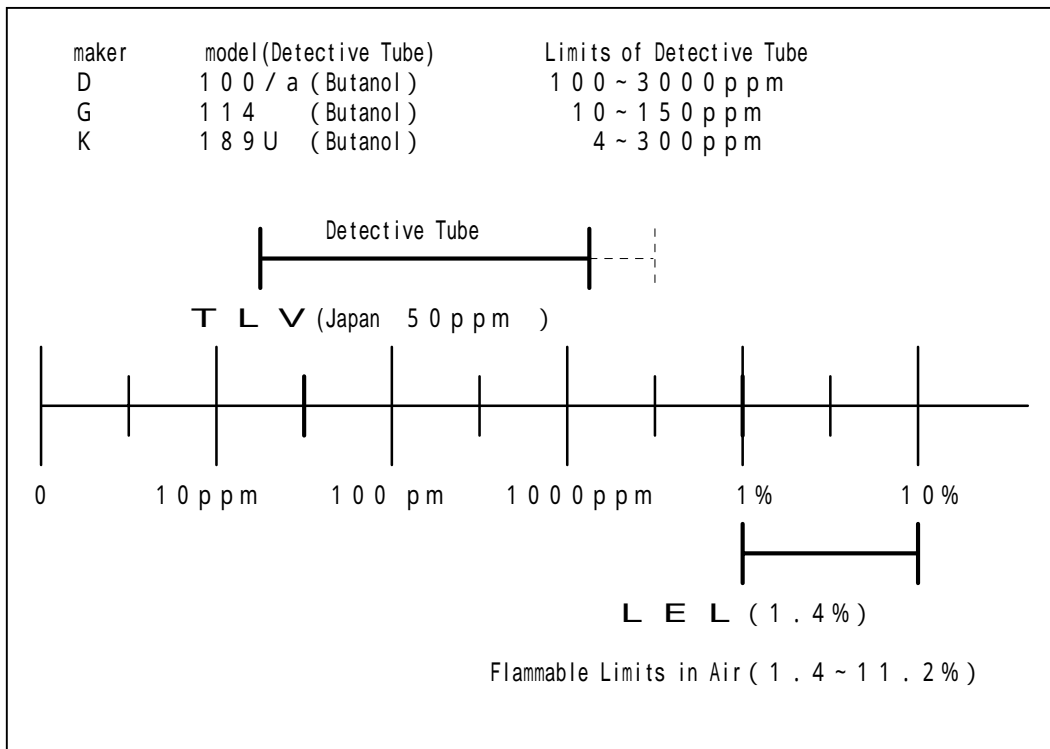 maker model(Detective Tube) Limits of Detective Tube
D 100/a (Butanol) 100~3000ppm
G 114 (Butanol) 10~150ppm
K 189U (Butanol) 4~300ppm
Detective Tube
TLV(Japan 50ppm )
0 10ppm 100 pm 1000ppm 1% 10%
LEL(1.4%)
Flammable Limits in Air(1.4~11.2%)